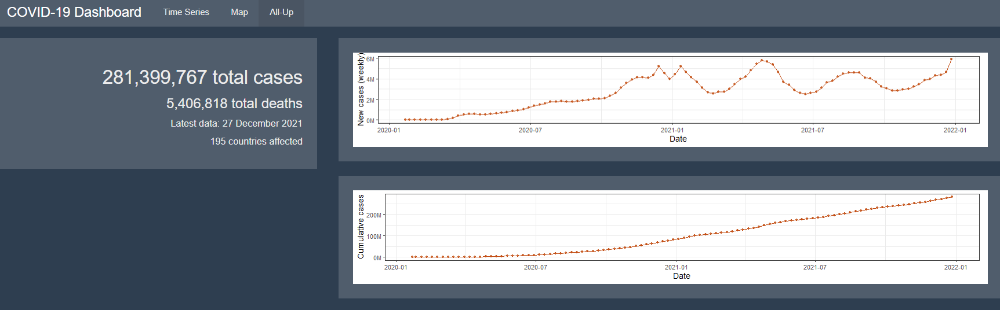 COVID-19 Dashboard Time Series Map All-Up
281,399,767 total cases
5,406,818 total deaths
Latest data: 27 December 2021
195 countries affected
New cases (weekly)
6M
4M
2M
0M
2020-01 2020-07 2021-01 2021-07 2022-01
Date
Cumulative cases
200M
100M
0M
2020-01 2020-07 2021-01 2021-07 2022-01
Date